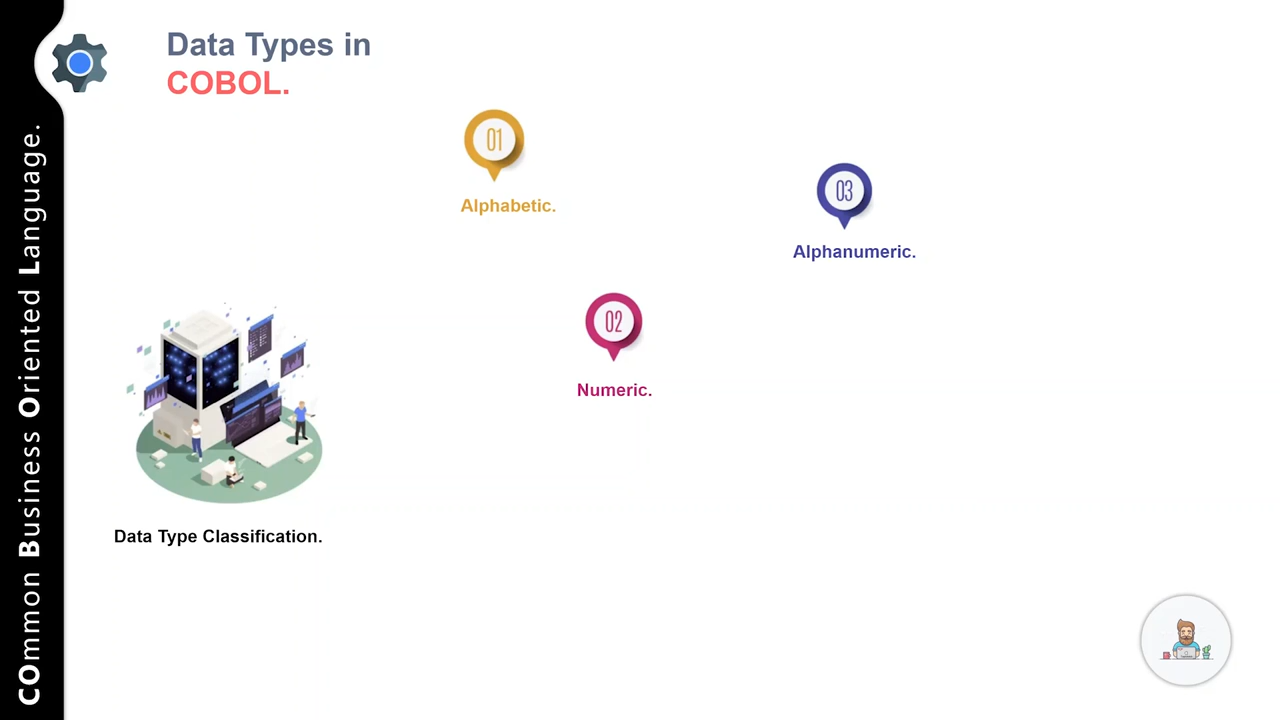 COmmon Business Oriented Language.
Data Types in
COBOL.
01
Alphabetic.
03
Alphanumeric.
02
Numeric.
Data Type Classification.